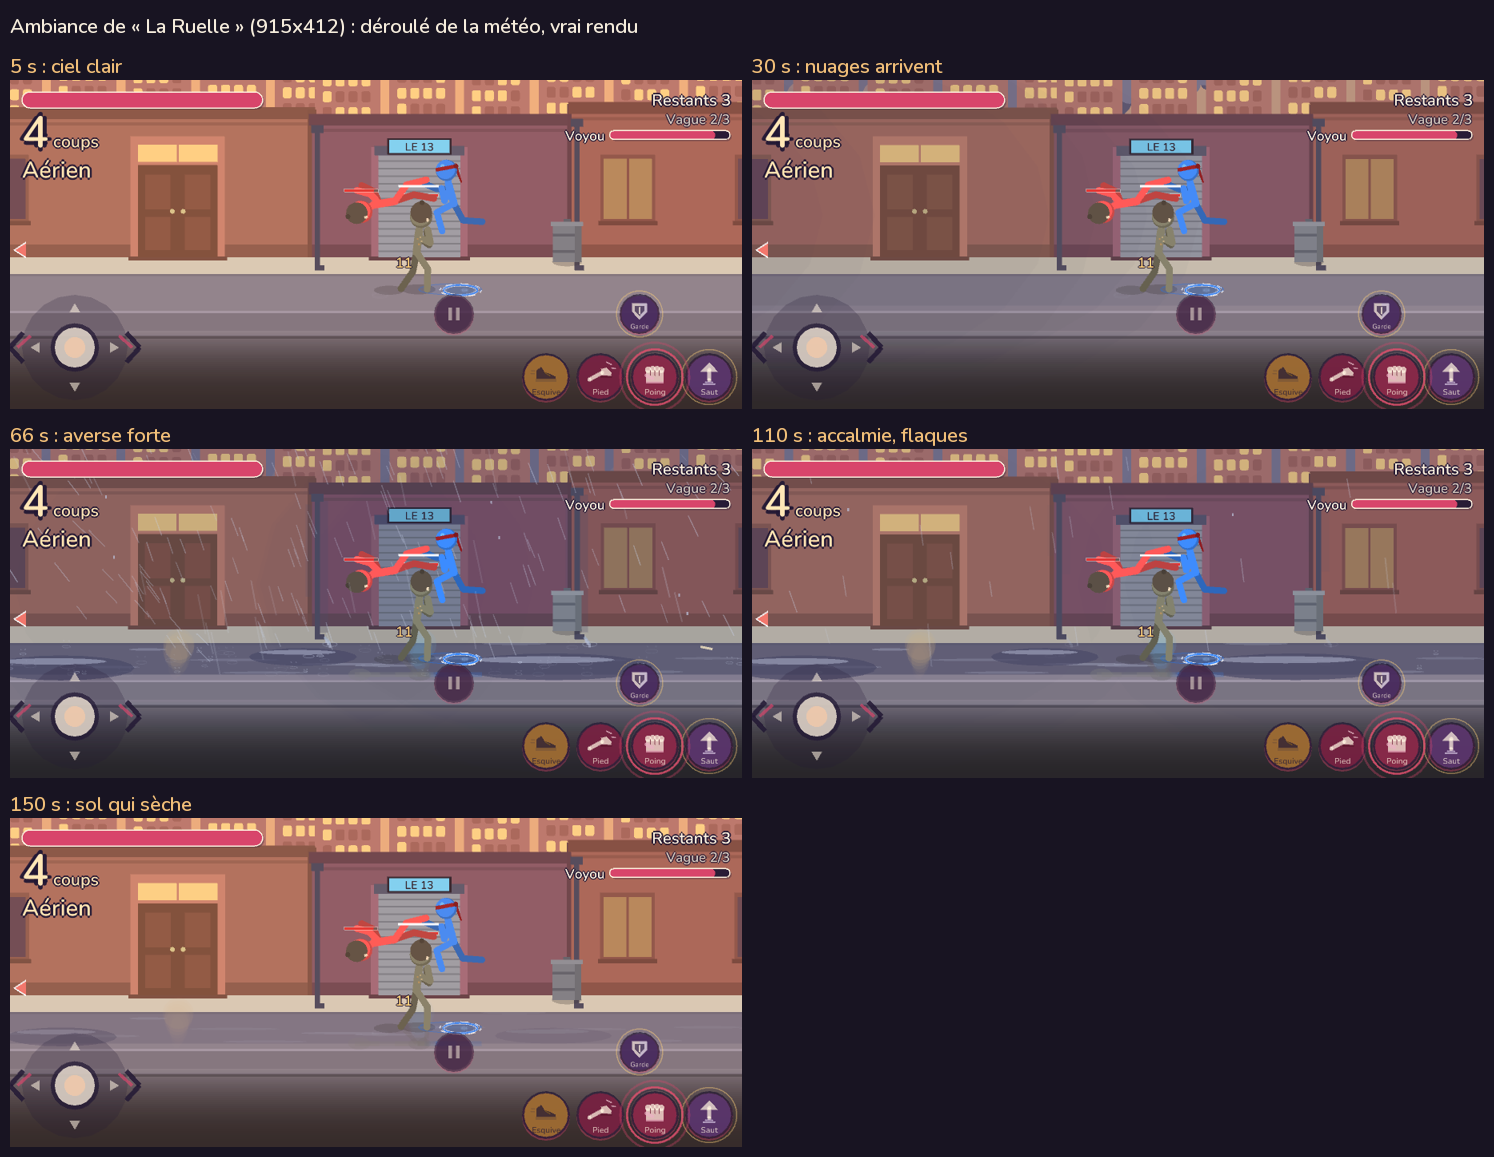 Ambiance de « La Ruelle » (915x412) : déroulé de la météo, vrai rendu
5 s : ciel clair
Restants 3
Vague 2/3
Voyou
4 coups
Aérien
LE 13
11
Garde
Esquive
Pied
Poing
Saut
30 s : nuages arrivent
Restants 3
Vague 2/3
Voyou
4 coups
Aérien
LE 13
11
Garde
Esquive
Pied
Poing
Saut
66 s : averse forte
Restants 3
Vague 2/3
Voyou
4 coups
Aérien
LE 13
11
Garde
Esquive
Pied
Poing
Saut
110 s : accalmie, flaques
Restants 3
Vague 2/3
Voyou
4 coups
Aérien
LE 13
11
Garde
Esquive
Pied
Poing
Saut
150 s : sol qui sèche
Restants 3
Vague 2/3
Voyou
4 coups
Aérien
LE 13
11
Garde
Esquive
Pied
Poing
Saut